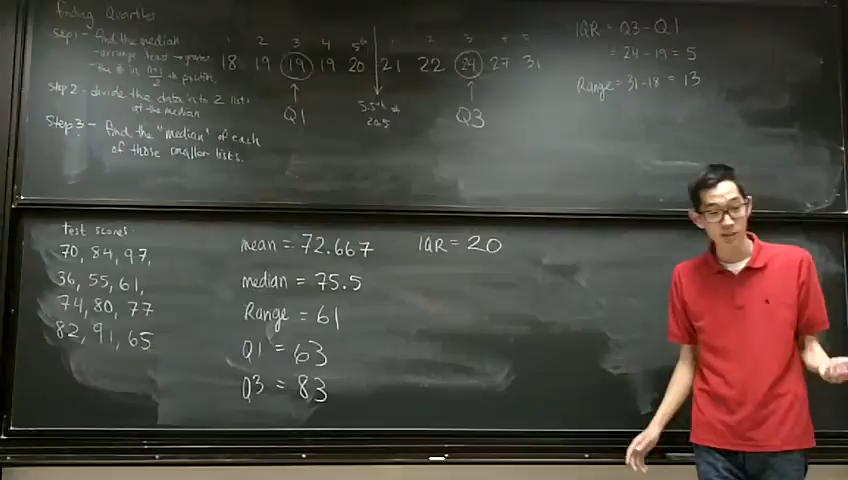 finding Quartiles
Step 1 - find the median
- arrange least → greatest
- the # in n+1/2 th position
Step 2 - divide the data into 2 lists
at the median
Step 3 - find the "median" of each
of those smaller lists.
1 2 3 4 5th 1 2 3 4 5
18 19 19 19 20 21 22 24 27 31
Q1
5.5th
20.5
Q3
IQR = Q3 - Q1
= 24 - 19 = 5
Range = 31 - 18 = 13
test scores
70, 84, 97,
36, 55, 61,
74, 80, 77
82, 91, 65
mean = 72.667
median = 75.5
Range = 61
Q1 = 63
Q3 = 83
IQR = 20